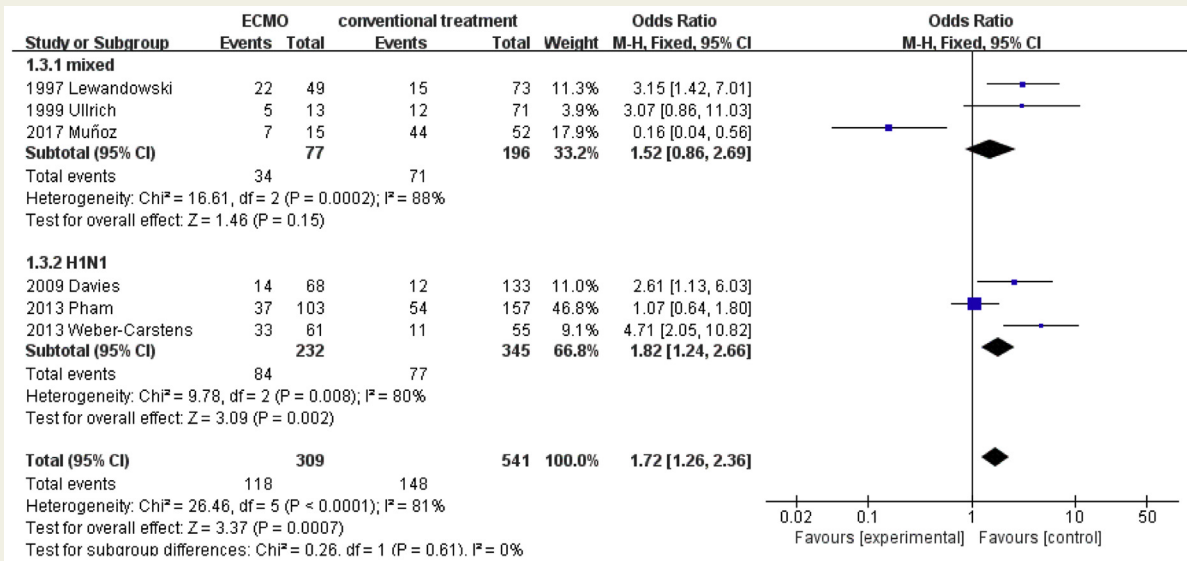 ECMO conventional treatment Odds Ratio Odds Ratio
Study or Subgroup Events Total Events Total Weight M-H, Fixed, 95% CI M-H, Fixed, 95% CI
1.3.1 mixed
1997 Lewandowski 22 49 15 73 11.3% 3.15 [1.42, 7.01]
1999 Ullrich 5 13 12 71 3.9% 3.07 [0.86, 11.03]
2017 Muñoz 7 15 44 52 17.9% 0.16 [0.04, 0.56]
Subtotal (95% CI) 77 196 33.2% 1.52 [0.86, 2.69]
Total events 34 71
Heterogeneity: Chi² = 16.61, df = 2 (P = 0.0002); I² = 88%
Test for overall effect: Z = 1.46 (P = 0.15)
1.3.2 H1N1
2009 Davies 14 68 12 133 11.0% 2.61 [1.13, 6.03]
2013 Pham 37 103 54 157 46.8% 1.07 [0.64, 1.80]
2013 Weber-Carstens 33 61 11 55 9.1% 4.71 [2.05, 10.82]
Subtotal (95% CI) 232 345 66.8% 1.82 [1.24, 2.66]
Total events 84 77
Heterogeneity: Chi² = 9.78, df = 2 (P = 0.008); I² = 80%
Test for overall effect: Z = 3.09 (P = 0.002)
Total (95% CI) 309 541 100.0% 1.72 [1.26, 2.36]
Total events 118 148
Heterogeneity: Chi² = 26.46, df = 5 (P < 0.0001); I² = 81%
Test for overall effect: Z = 3.37 (P = 0.0007)
Test for subgroup differences: Chi² = 0.26. df = 1 (P = 0.61). I² = 0%
0.02 0.1 1 10 50
Favours [experimental] Favours [control]